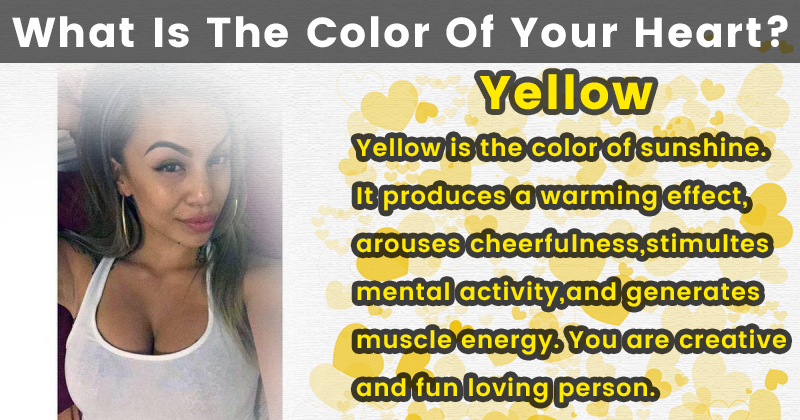 What Is The Color Of Your Heart?
Yellow
Yellow is the color of sunshine.
It produces a warming effect,
arouses cheerfulness,stimultes
mental activity,and generates
muscle energy. You are creative
and fun loving person.